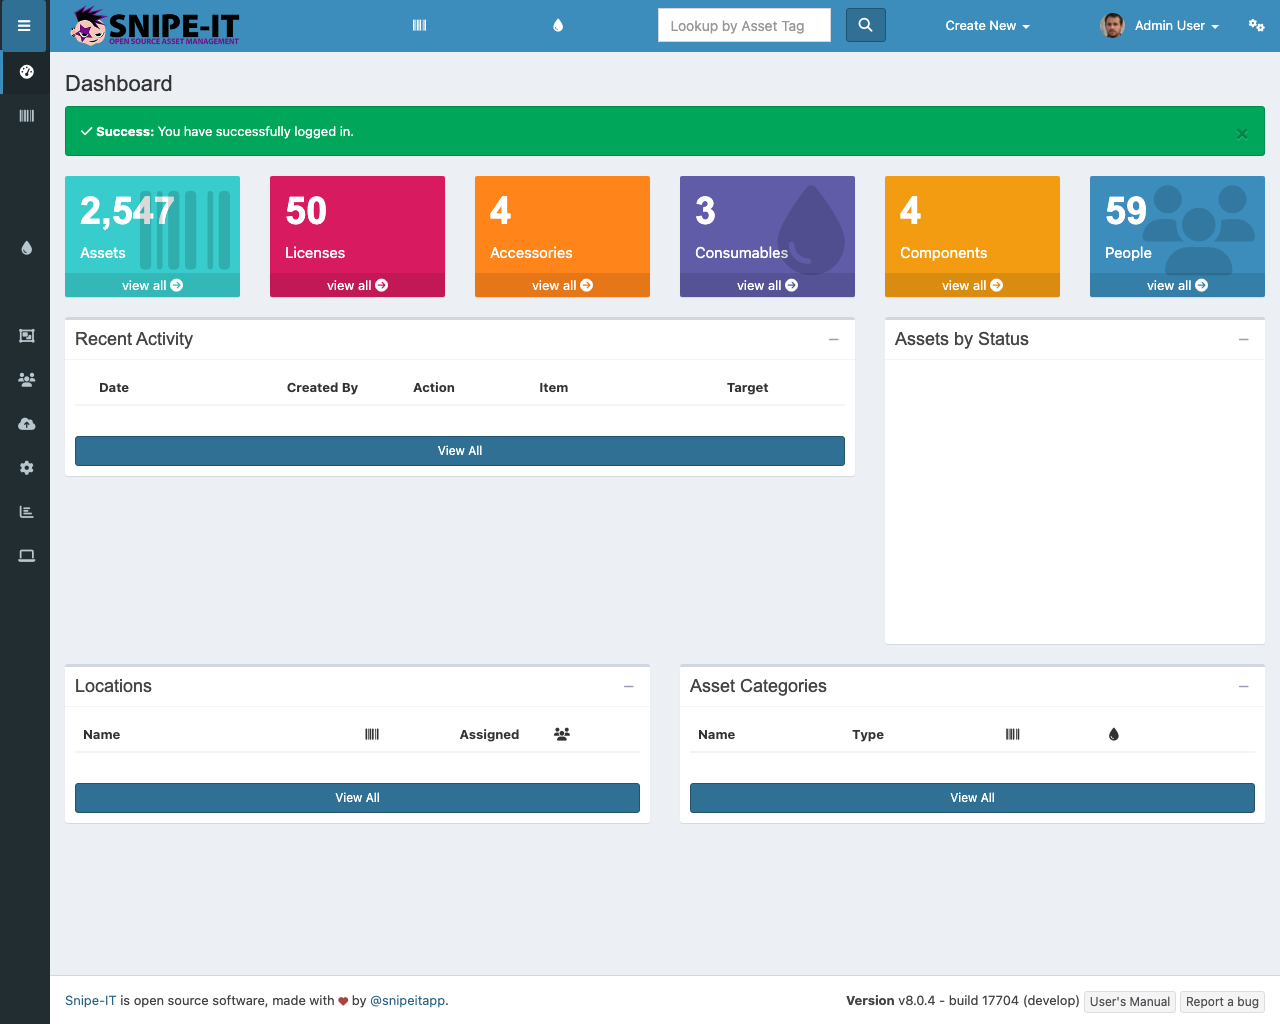 SNIPE-IT
OPEN SOURCE ASSET MANAGEMENT
Lookup by Asset Tag
Create New
Admin User
Dashboard
Success: You have successfully logged in.
×
2,547
Assets
view all
50
Licenses
view all
4
Accessories
view all
3
Consumables
view all
4
Components
view all
59
People
view all
Recent Activity
Date Created By Action Item Target
View All
Assets by Status
Locations
Name Assigned
View All
Asset Categories
Name Type
View All
Snipe-IT is open source software, made with by @snipeitapp.
Version v8.0.4 - build 17704 (develop) User's Manual Report a bug